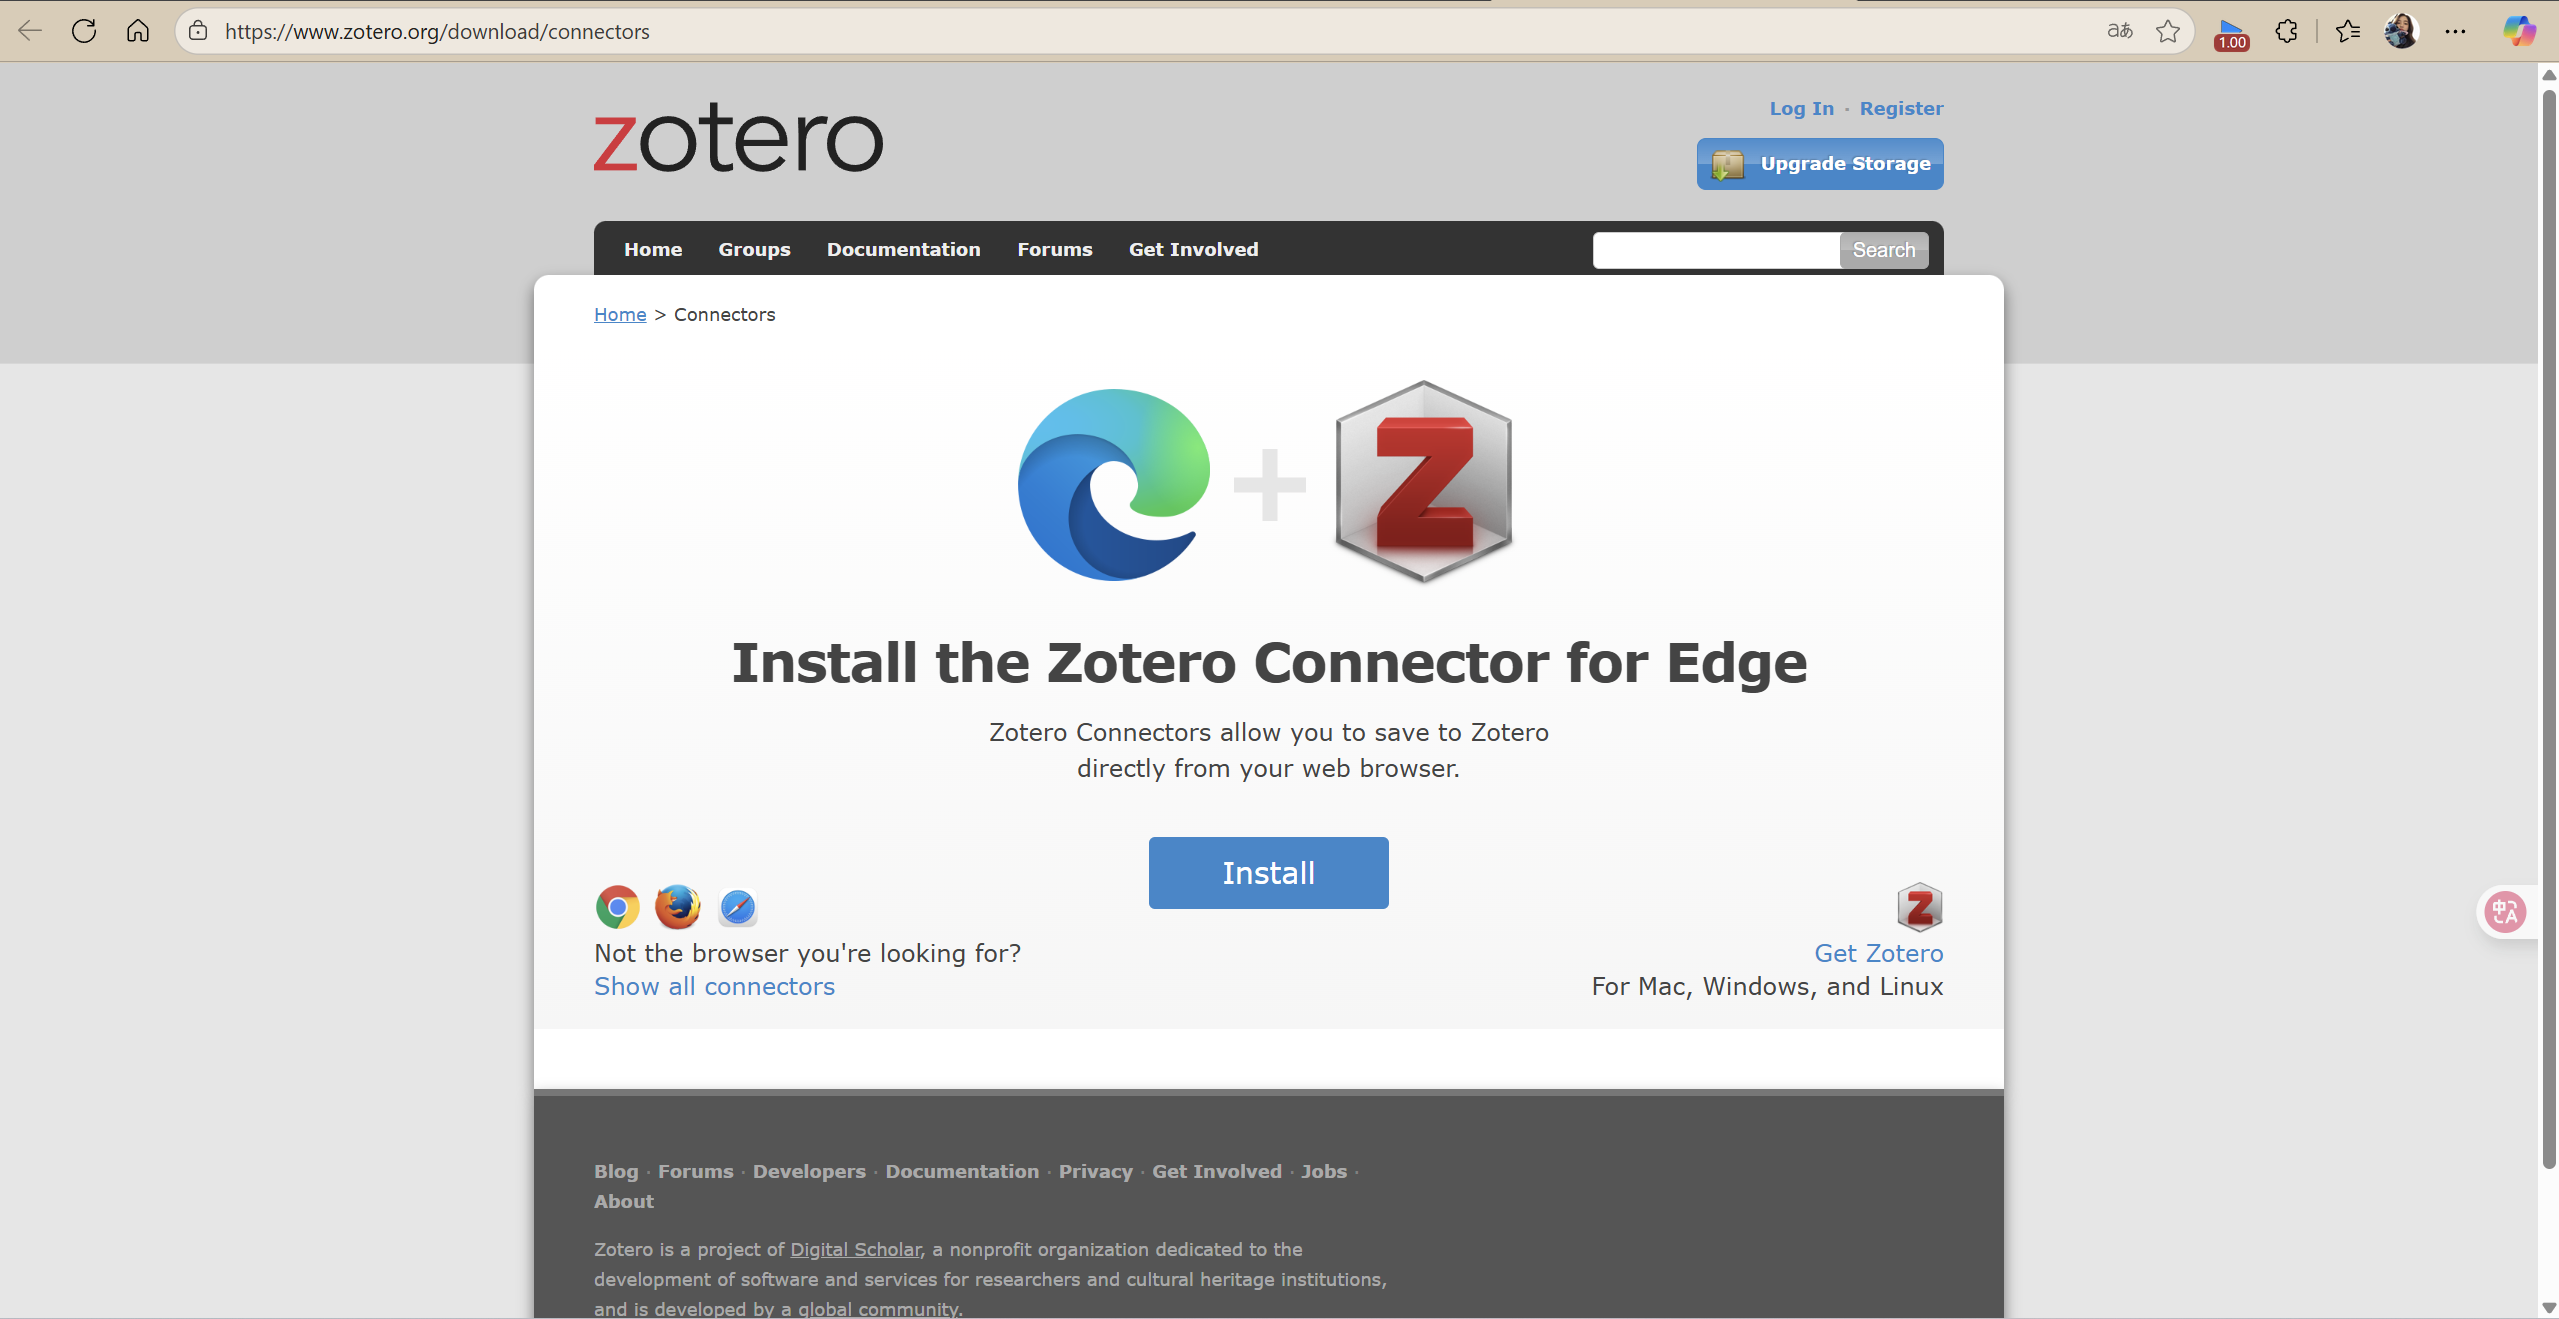 https://www.zotero.org/download/connectors
aあ
1.00
zotero
Log In · Register
Upgrade Storage
Home Groups Documentation Forums Get Involved
Search
Home > Connectors
Z
Install the Zotero Connector for Edge
Zotero Connectors allow you to save to Zotero
directly from your web browser.
Install
Z
Not the browser you're looking for?
Show all connectors
Get Zotero
For Mac, Windows, and Linux
中A
Blog · Forums · Developers · Documentation · Privacy · Get Involved · Jobs ·
About
Zotero is a project of Digital Scholar, a nonprofit organization dedicated to the
development of software and services for researchers and cultural heritage institutions,
and is developed by a global community.